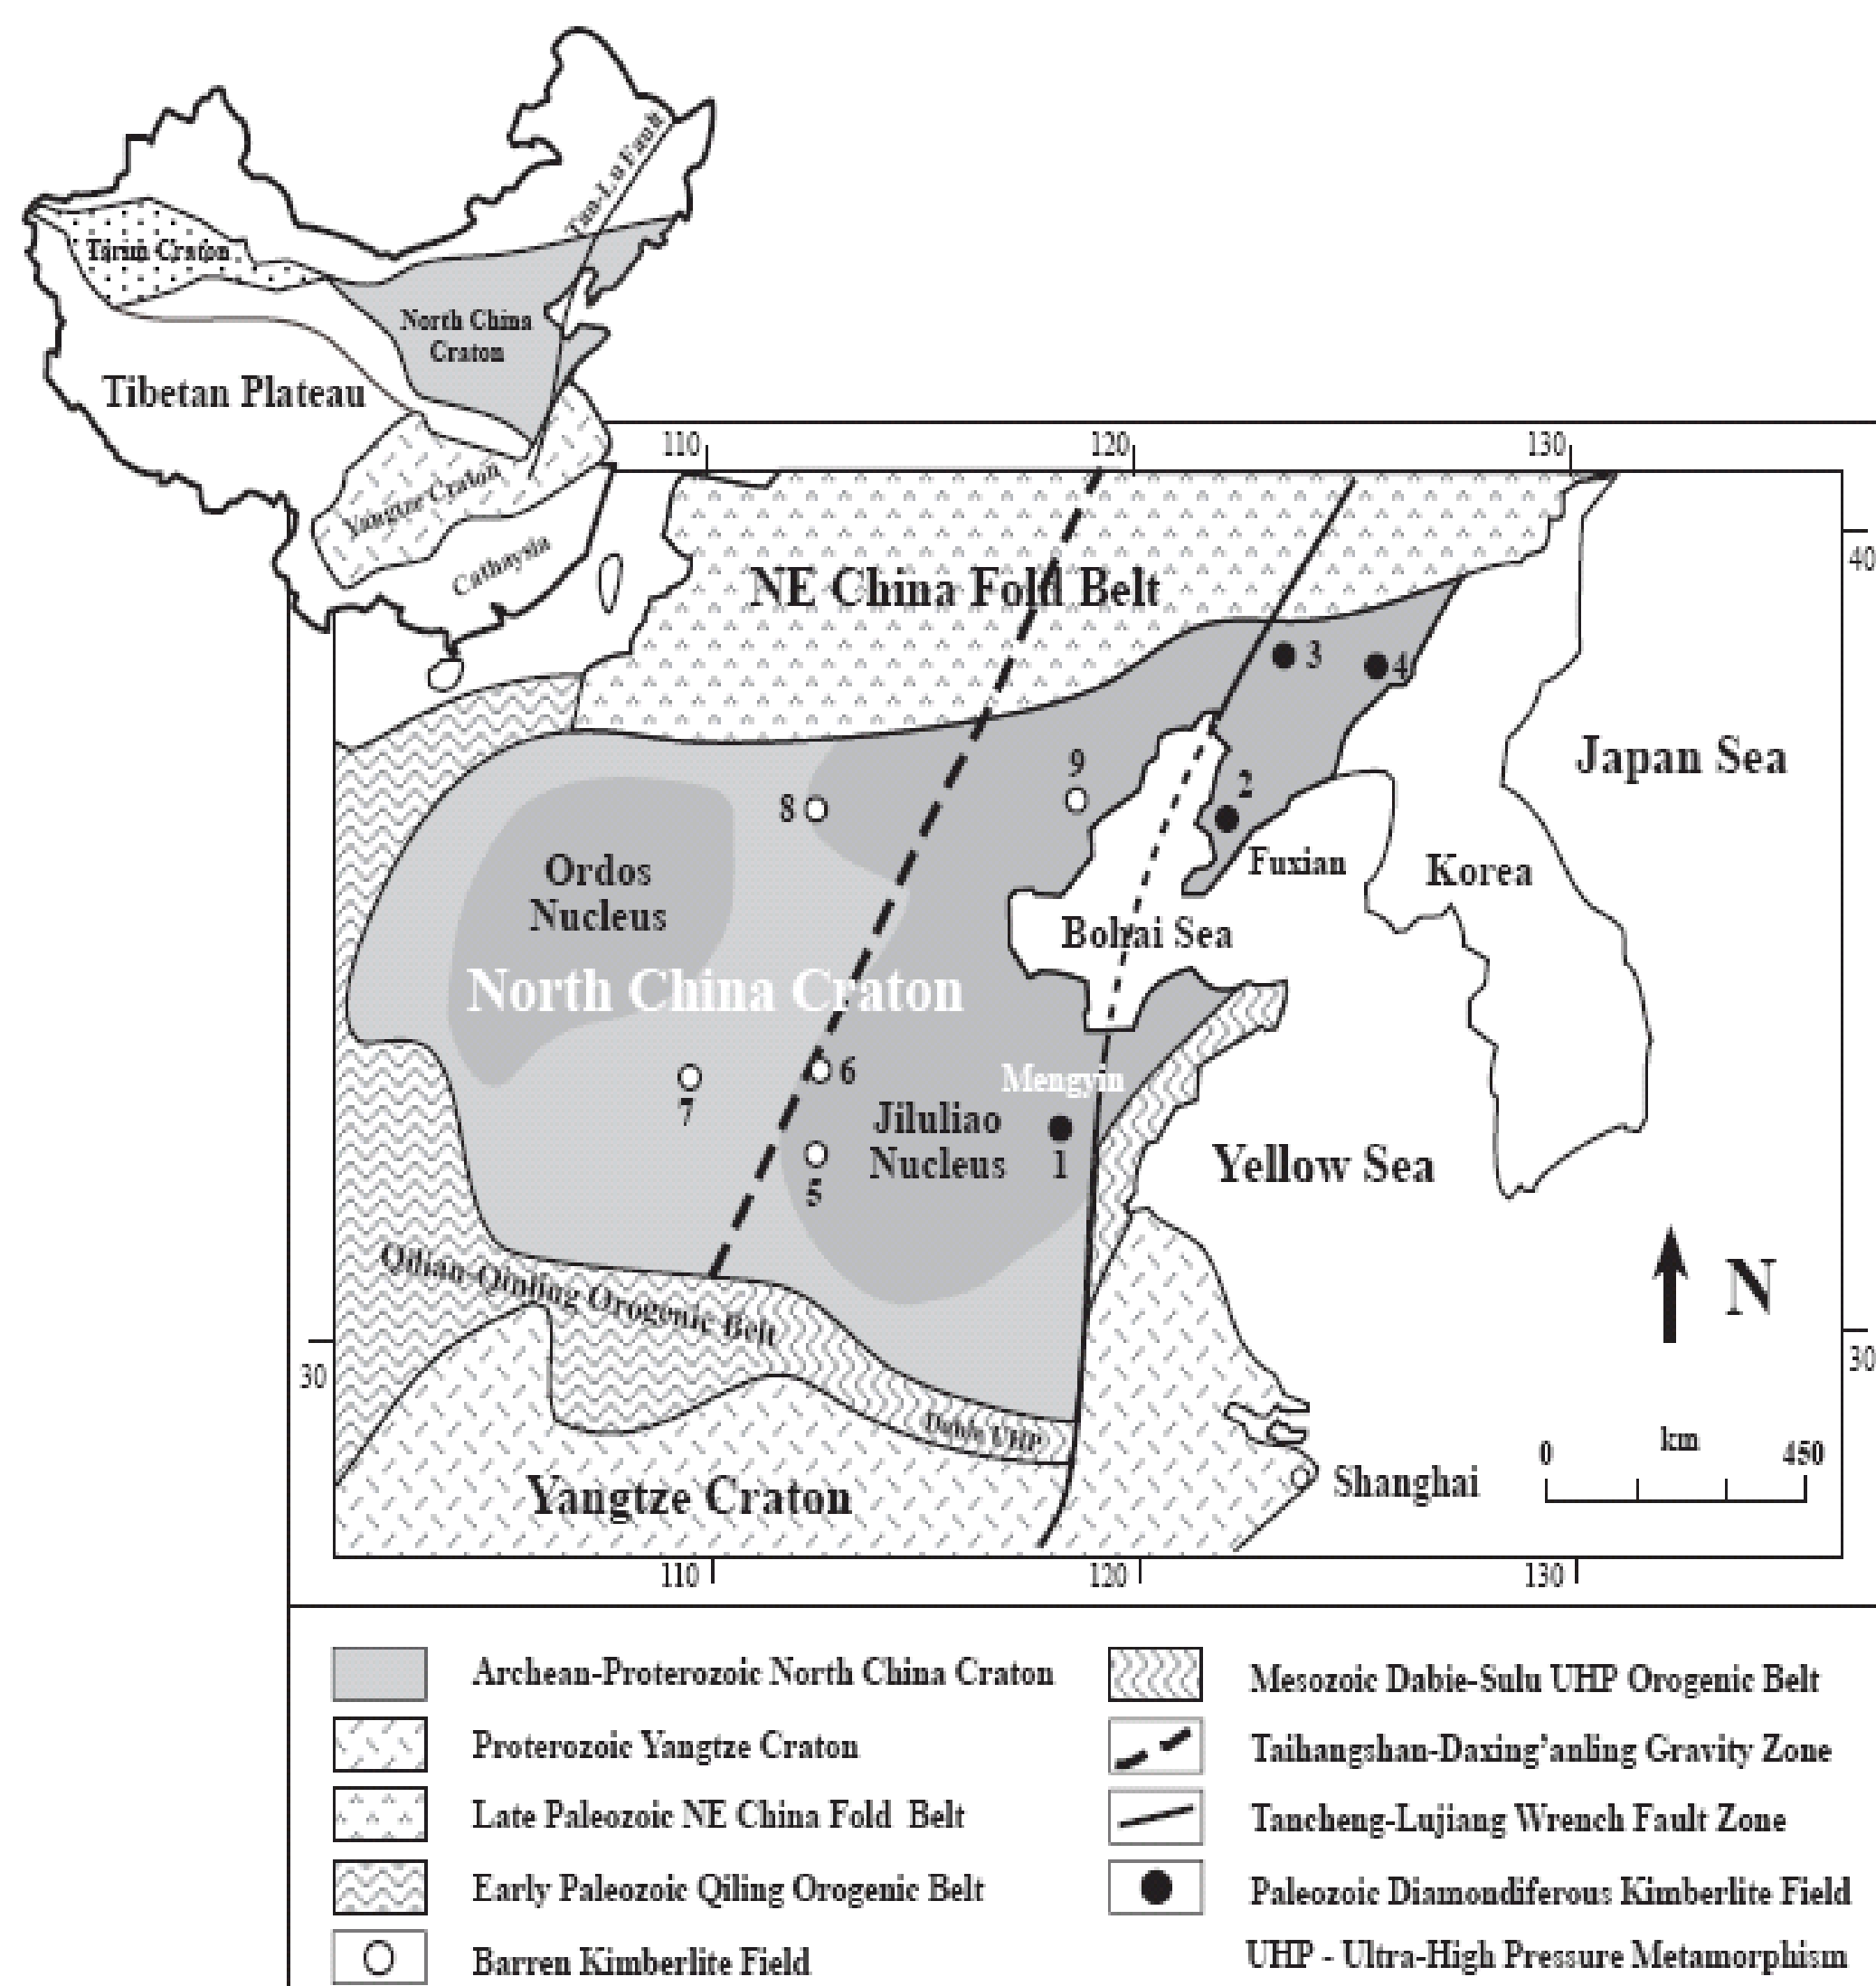 Tan-Lu Fault
Tarim Craton
North China
Craton
Tibetan Plateau
Yangtze Craton
Cathaysia
110
120
130
40
NE China Fold Belt
3
4
Japan Sea
9
2
8
Ordos
Nucleus
Fuxian
Korea
Bohai Sea
North China Craton
Mengyin
6
7
Jiluliao
Nucleus
1
5
Yellow Sea
Qilian-Qinling Orogenic Belt
N
30
30
Dabie UHP
km
0
450
Yangtze Craton
Shanghai
110
120
130
Archean-Proterozoic North China Craton
Proterozoic Yangtze Craton
Late Paleozoic NE China Fold Belt
Early Paleozoic Qiling Orogenic Belt
Barren Kimberlite Field
Mesozoic Dabie-Sulu UHP Orogenic Belt
Taihangshan-Daxing'anling Gravity Zone
Tancheng-Lujiang Wrench Fault Zone
Paleozoic Diamondiferous Kimberlite Field
UHP - Ultra-High Pressure Metamorphism